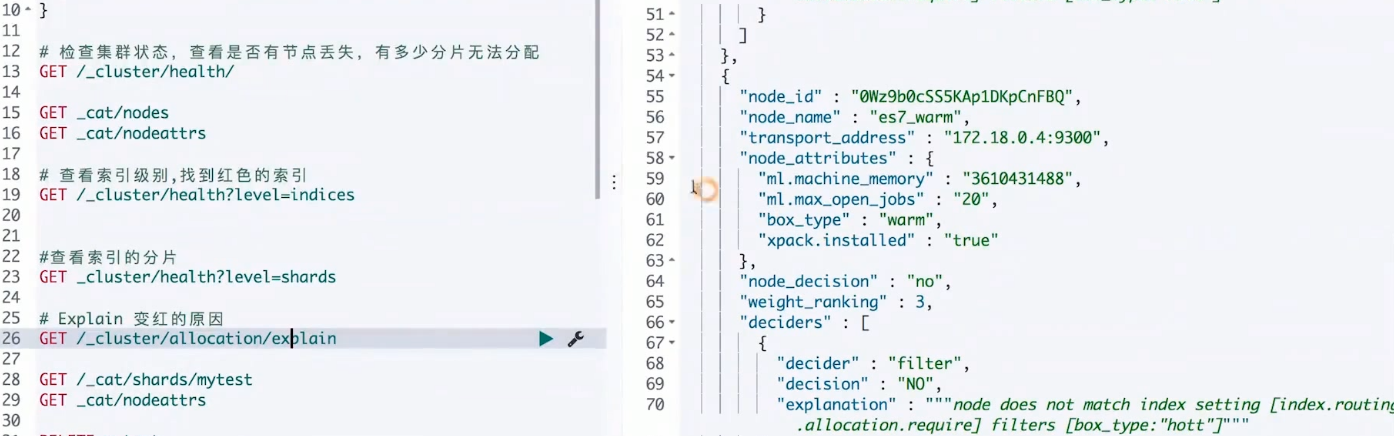 10 }
11
12 # 检查集群状态，查看是否有节点丢失，有多少分片无法分配
13 GET /_cluster/health/
14
15 GET _cat/nodes
16 GET _cat/nodeattrs
17
18 # 查看索引级别,找到红色的索引
19 GET /_cluster/health?level=indices
20
21
22 #查看索引的分片
23 GET _cluster/health?level=shards
24
25 # Explain 变红的原因
26 GET /_cluster/allocation/explain
27
28 GET /_cat/shards/mytest
29 GET _cat/nodeattrs
30
51 }
52 ]
53 },
54 {
55 "node_id" : "0Wz9b0cSS5KAp1DKpCnFBQ",
56 "node_name" : "es7_warm",
57 "transport_address" : "172.18.0.4:9300",
58 "node_attributes" : {
59 "ml.machine_memory" : "3610431488",
60 "ml.max_open_jobs" : "20",
61 "box_type" : "warm",
62 "xpack.installed" : "true"
63 },
64 "node_decision" : "no",
65 "weight_ranking" : 3,
66 "deciders" : [
67 {
68 "decider" : "filter",
69 "decision" : "NO",
70 "explanation" : """node does not match index setting [index.routing
.allocation.require] filters [box_type:"hott"]"""